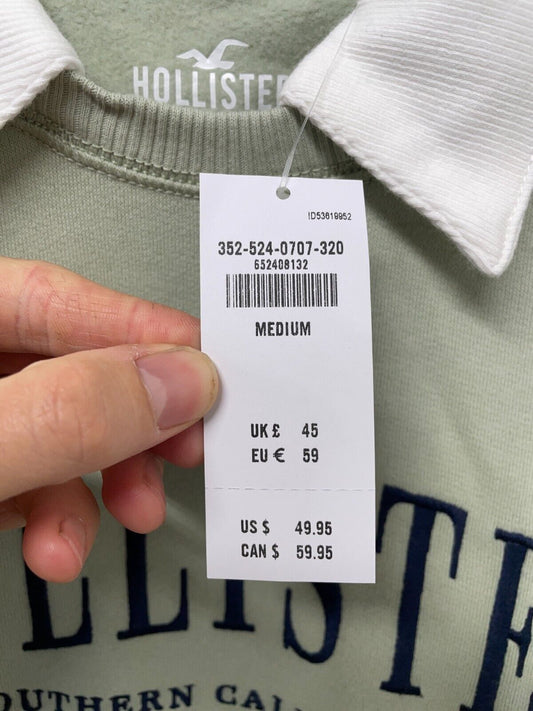 HOLLISTE
ID53619952
352-524-0707-320
652408132
MEDIUM
UK £ 45
EU € 59
US $ 49.95
CAN $ 59.95
LLISTE
OUTHERN CAL